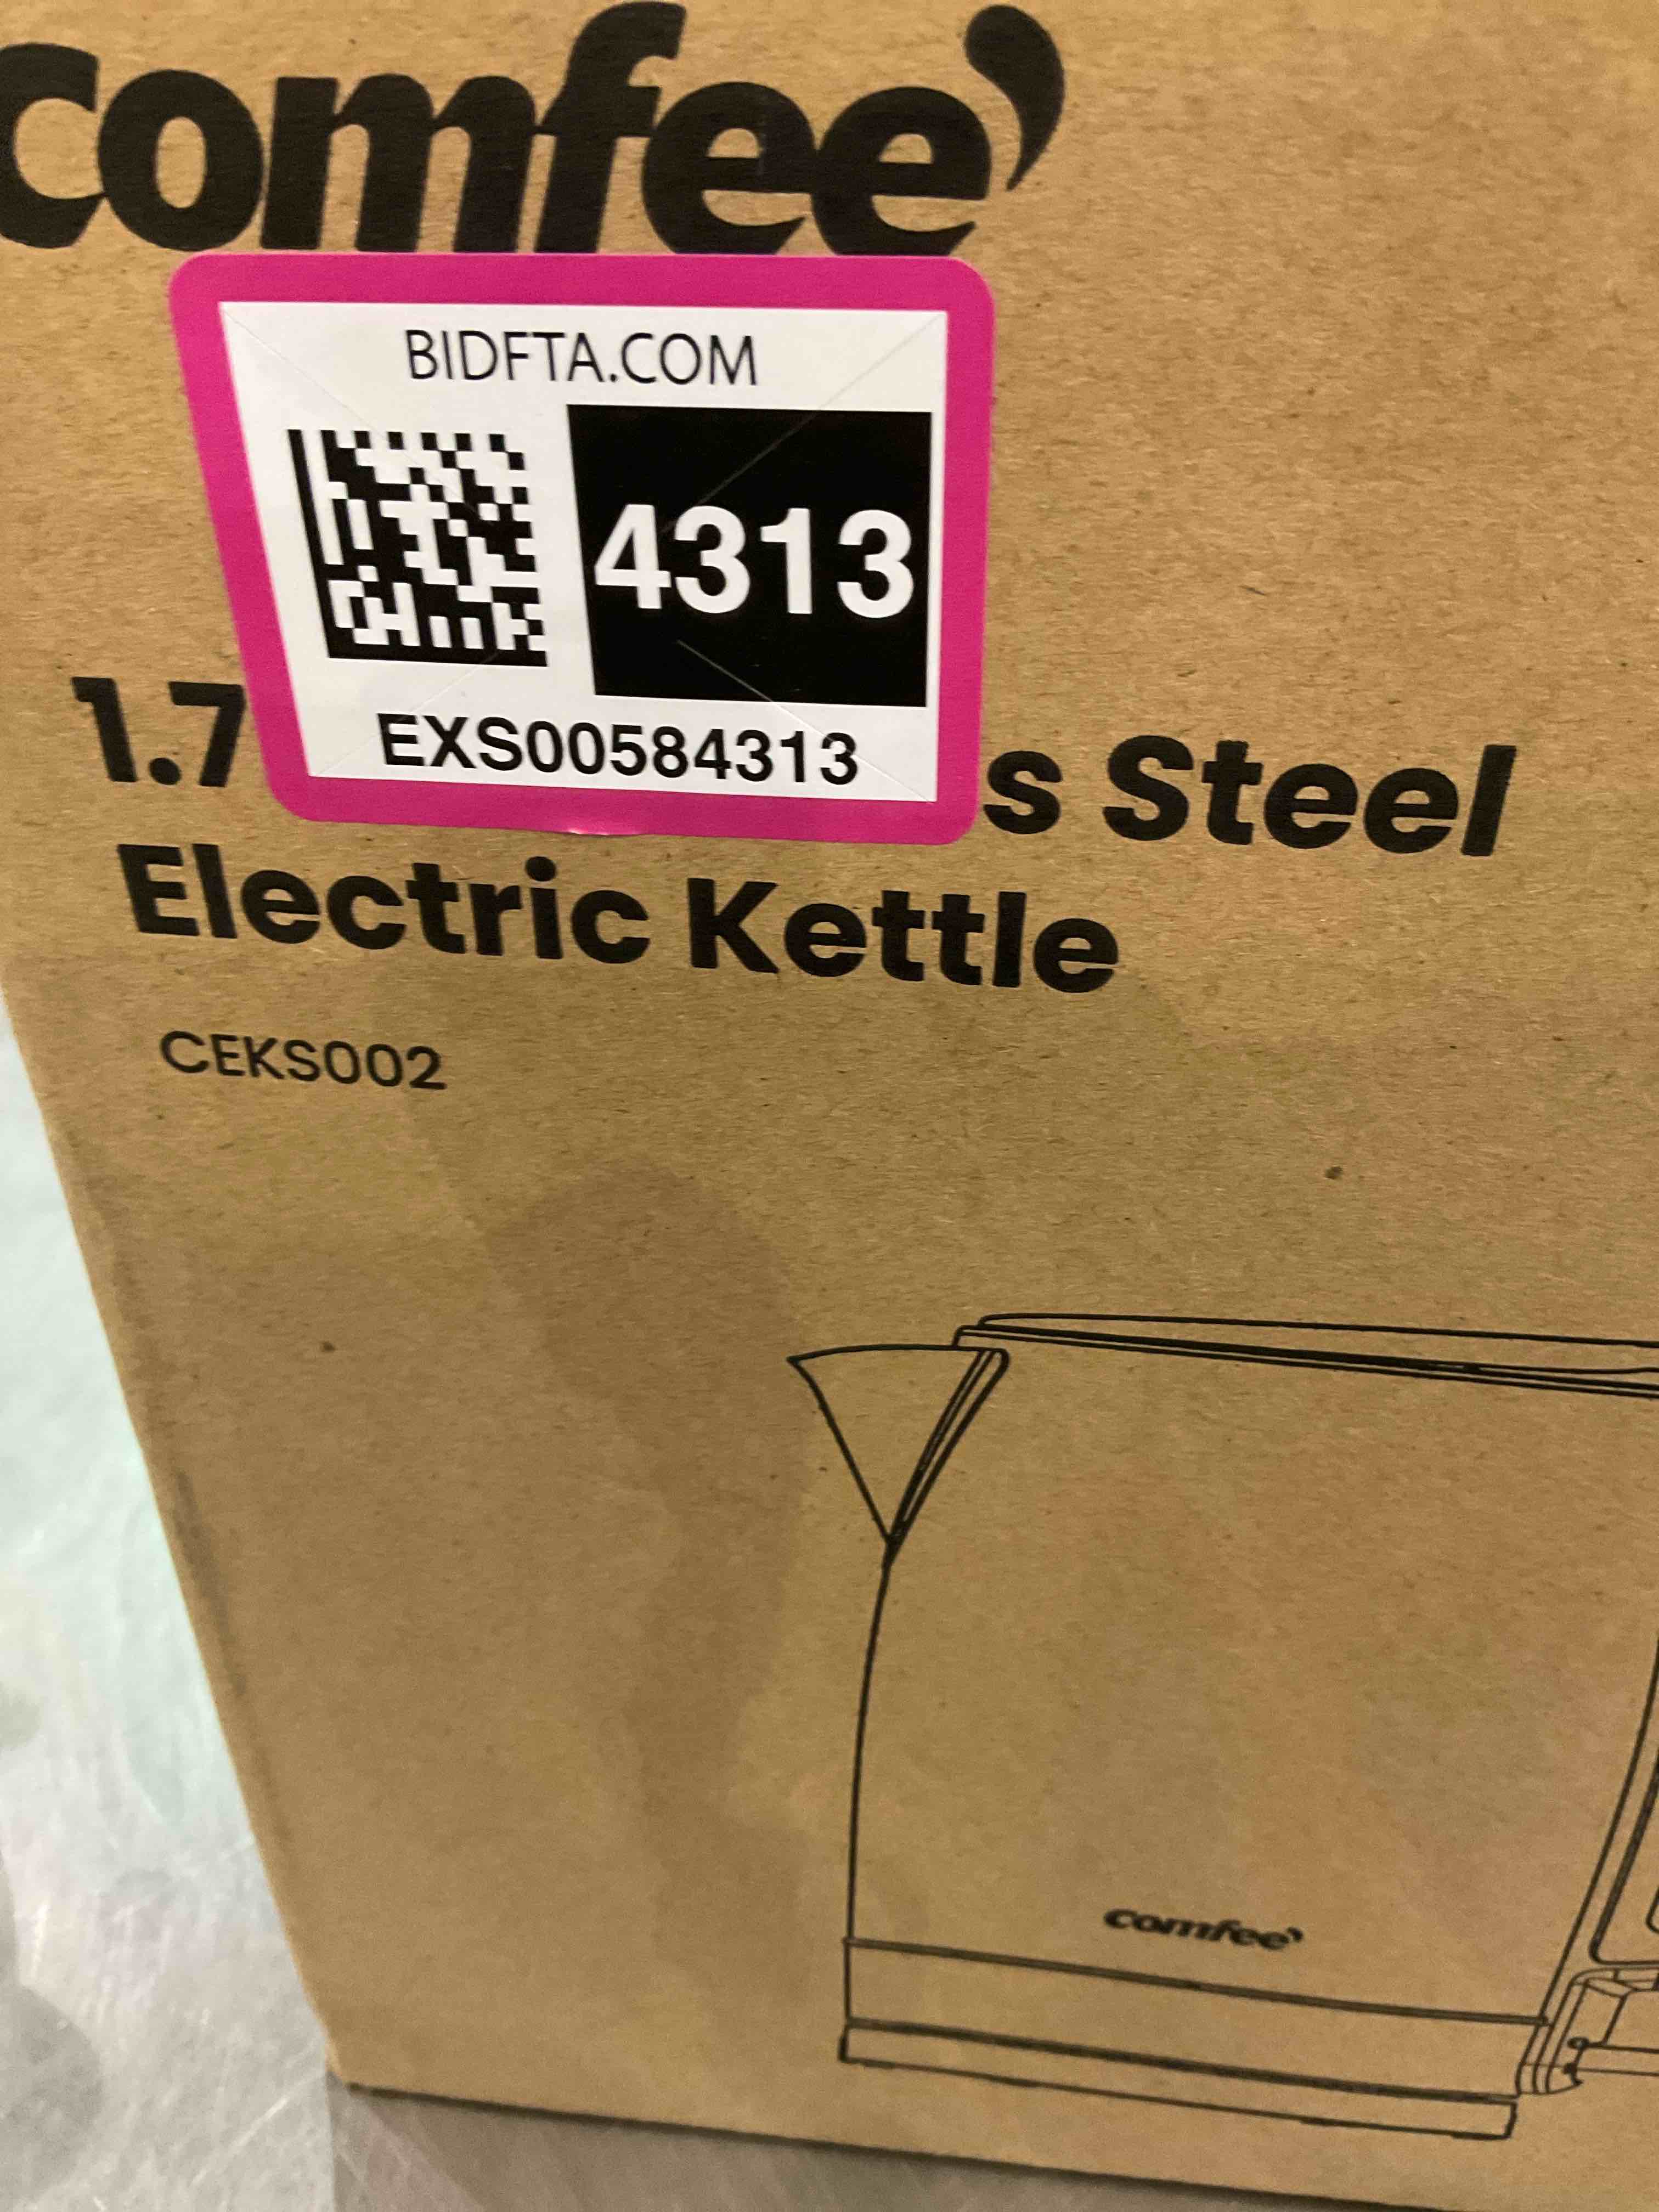 comfee’
BIDFTA.COM
4313
EXS00584313
1.7 s Steel
Electric Kettle
CEKS002
comfee’